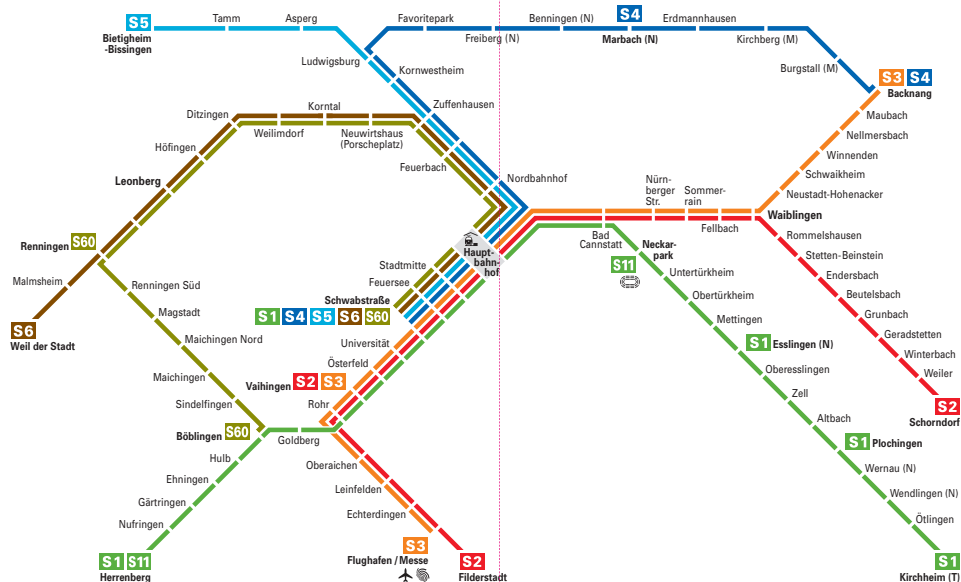 S5
Bietigheim
-Bissingen
Tamm
Asperg
Ludwigsburg
Favoritepark
Freiberg (N)
Benningen (N)
S4
Marbach (N)
Erdmannhausen
Kirchberg (M)
Burgstall (M)
S3 S4
Backnang
Kornwestheim
Zuffenhausen
Maubach
Nellmersbach
Winnenden
Schwaikheim
Neustadt-Hohenacker
Ditzingen
Korntal
Weilimdorf
Neuwirtshaus
(Porscheplatz)
Feuerbach
Höfingen
Leonberg
Nordbahnhof
Nürn-
berger
Str.
Sommer-
rain
Fellbach
Waiblingen
Renningen S60
Malmsheim
S6
Weil der Stadt
Renningen Süd
Magstadt
Maichingen Nord
Maichingen
Sindelfingen
Böblingen S60
Haupt-
bahn-
hof
Stadtmitte
Feuersee
Schwabstraße
S1 S4 S5 S6 S60
Universität
Österfeld
Vaihingen S2 S3
Rohr
Goldberg
Hulb
Ehningen
Gärtringen
Nufringen
S1 S11
Herrenberg
Oberaichen
Leinfelden
Echterdingen
S3
Flughafen / Messe
S2
Filderstadt
Bad
Cannstatt
Neckar-
park
S11
Untertürkheim
Obertürkheim
Mettingen
S1 Esslingen (N)
Oberesslingen
Zell
Altbach
S1 Plochingen
Wernau (N)
Wendlingen (N)
Ötlingen
S1
Kirchheim (T)
Rommelshausen
Stetten-Beinstein
Endersbach
Beutelsbach
Grunbach
Geradstetten
Winterbach
Weiler
S2
Schorndorf